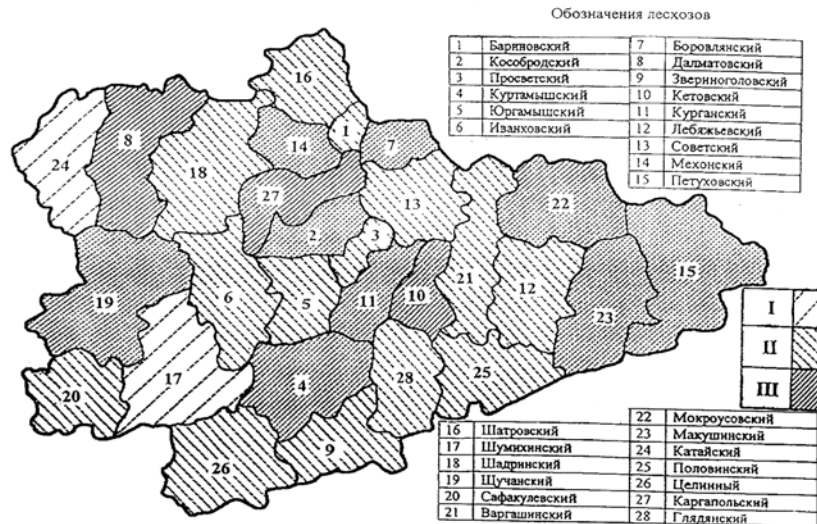 Обозначения лесхозов
1 Бариновский 7 Боровлянский
2 Кособродский 8 Далматовский
3 Просветский 9 Звериноголовский
4 Куртамышский 10 Кетовский
5 Юргамышский 11 Курганский
6 Иванховский 12 Лебяжьевский
13 Советский
14 Мехонский
15 Петуховский
16
1
7
8
14
24
18
27
22
13
2
3
15
21
19
6
5
11
10
12
23
17
4
28
25
20
9
26
I
II
III
22 Мокроусовский
16 Шатровский 23 Макушинский
17 Шумихинский 24 Катайский
18 Шадринский 25 Половинский
19 Щучанский 26 Целинный
20 Сафакулевский 27 Каргапольский
21 Варгашинский 28 Глядянский